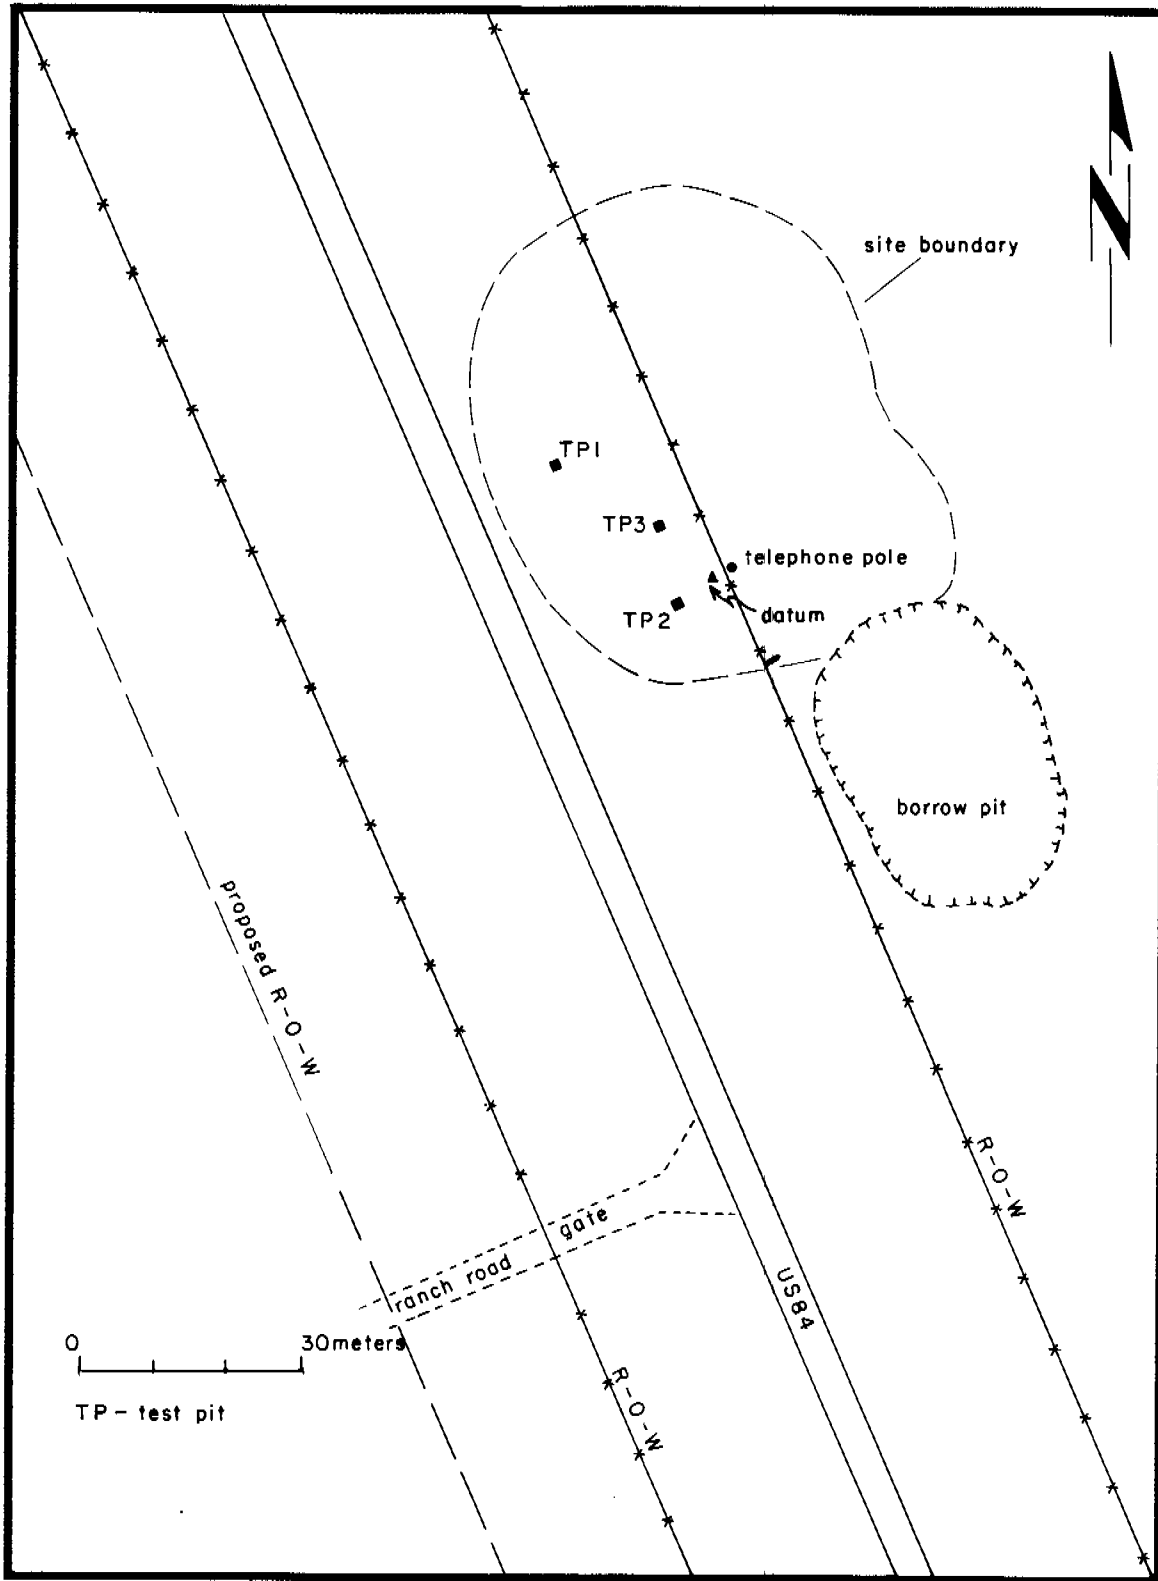 N
site boundary
TP1
TP3
telephone pole
TP2
datum
borrow pit
proposed R-O-W
R-O-W
gate
ranch road
US84
0 30meters
R-O-W
TP - test pit